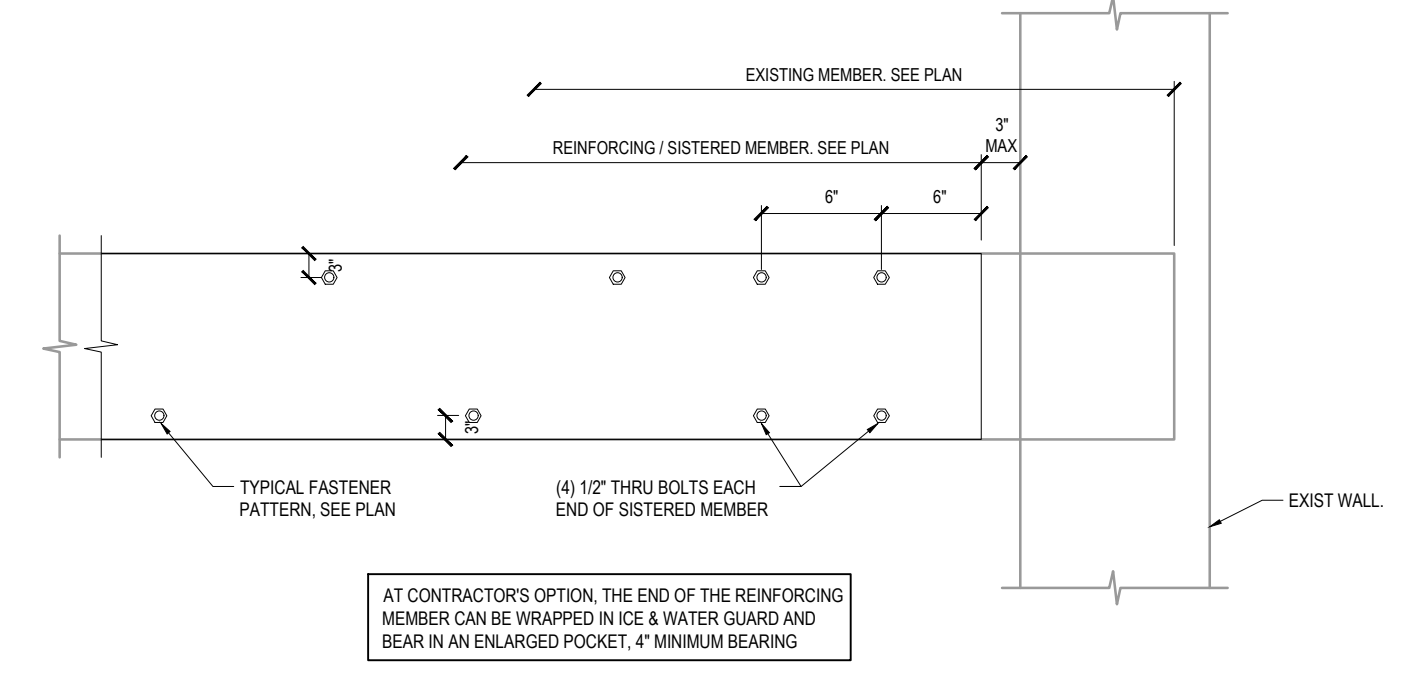 EXISTING MEMBER. SEE PLAN
3"
MAX
REINFORCING / SISTERED MEMBER. SEE PLAN
6"
6"
3"
3"
TYPICAL FASTENER
PATTERN, SEE PLAN
(4) 1/2" THRU BOLTS EACH
END OF SISTERED MEMBER
EXIST WALL.
AT CONTRACTOR'S OPTION, THE END OF THE REINFORCING
MEMBER CAN BE WRAPPED IN ICE & WATER GUARD AND
BEAR IN AN ENLARGED POCKET, 4" MINIMUM BEARING